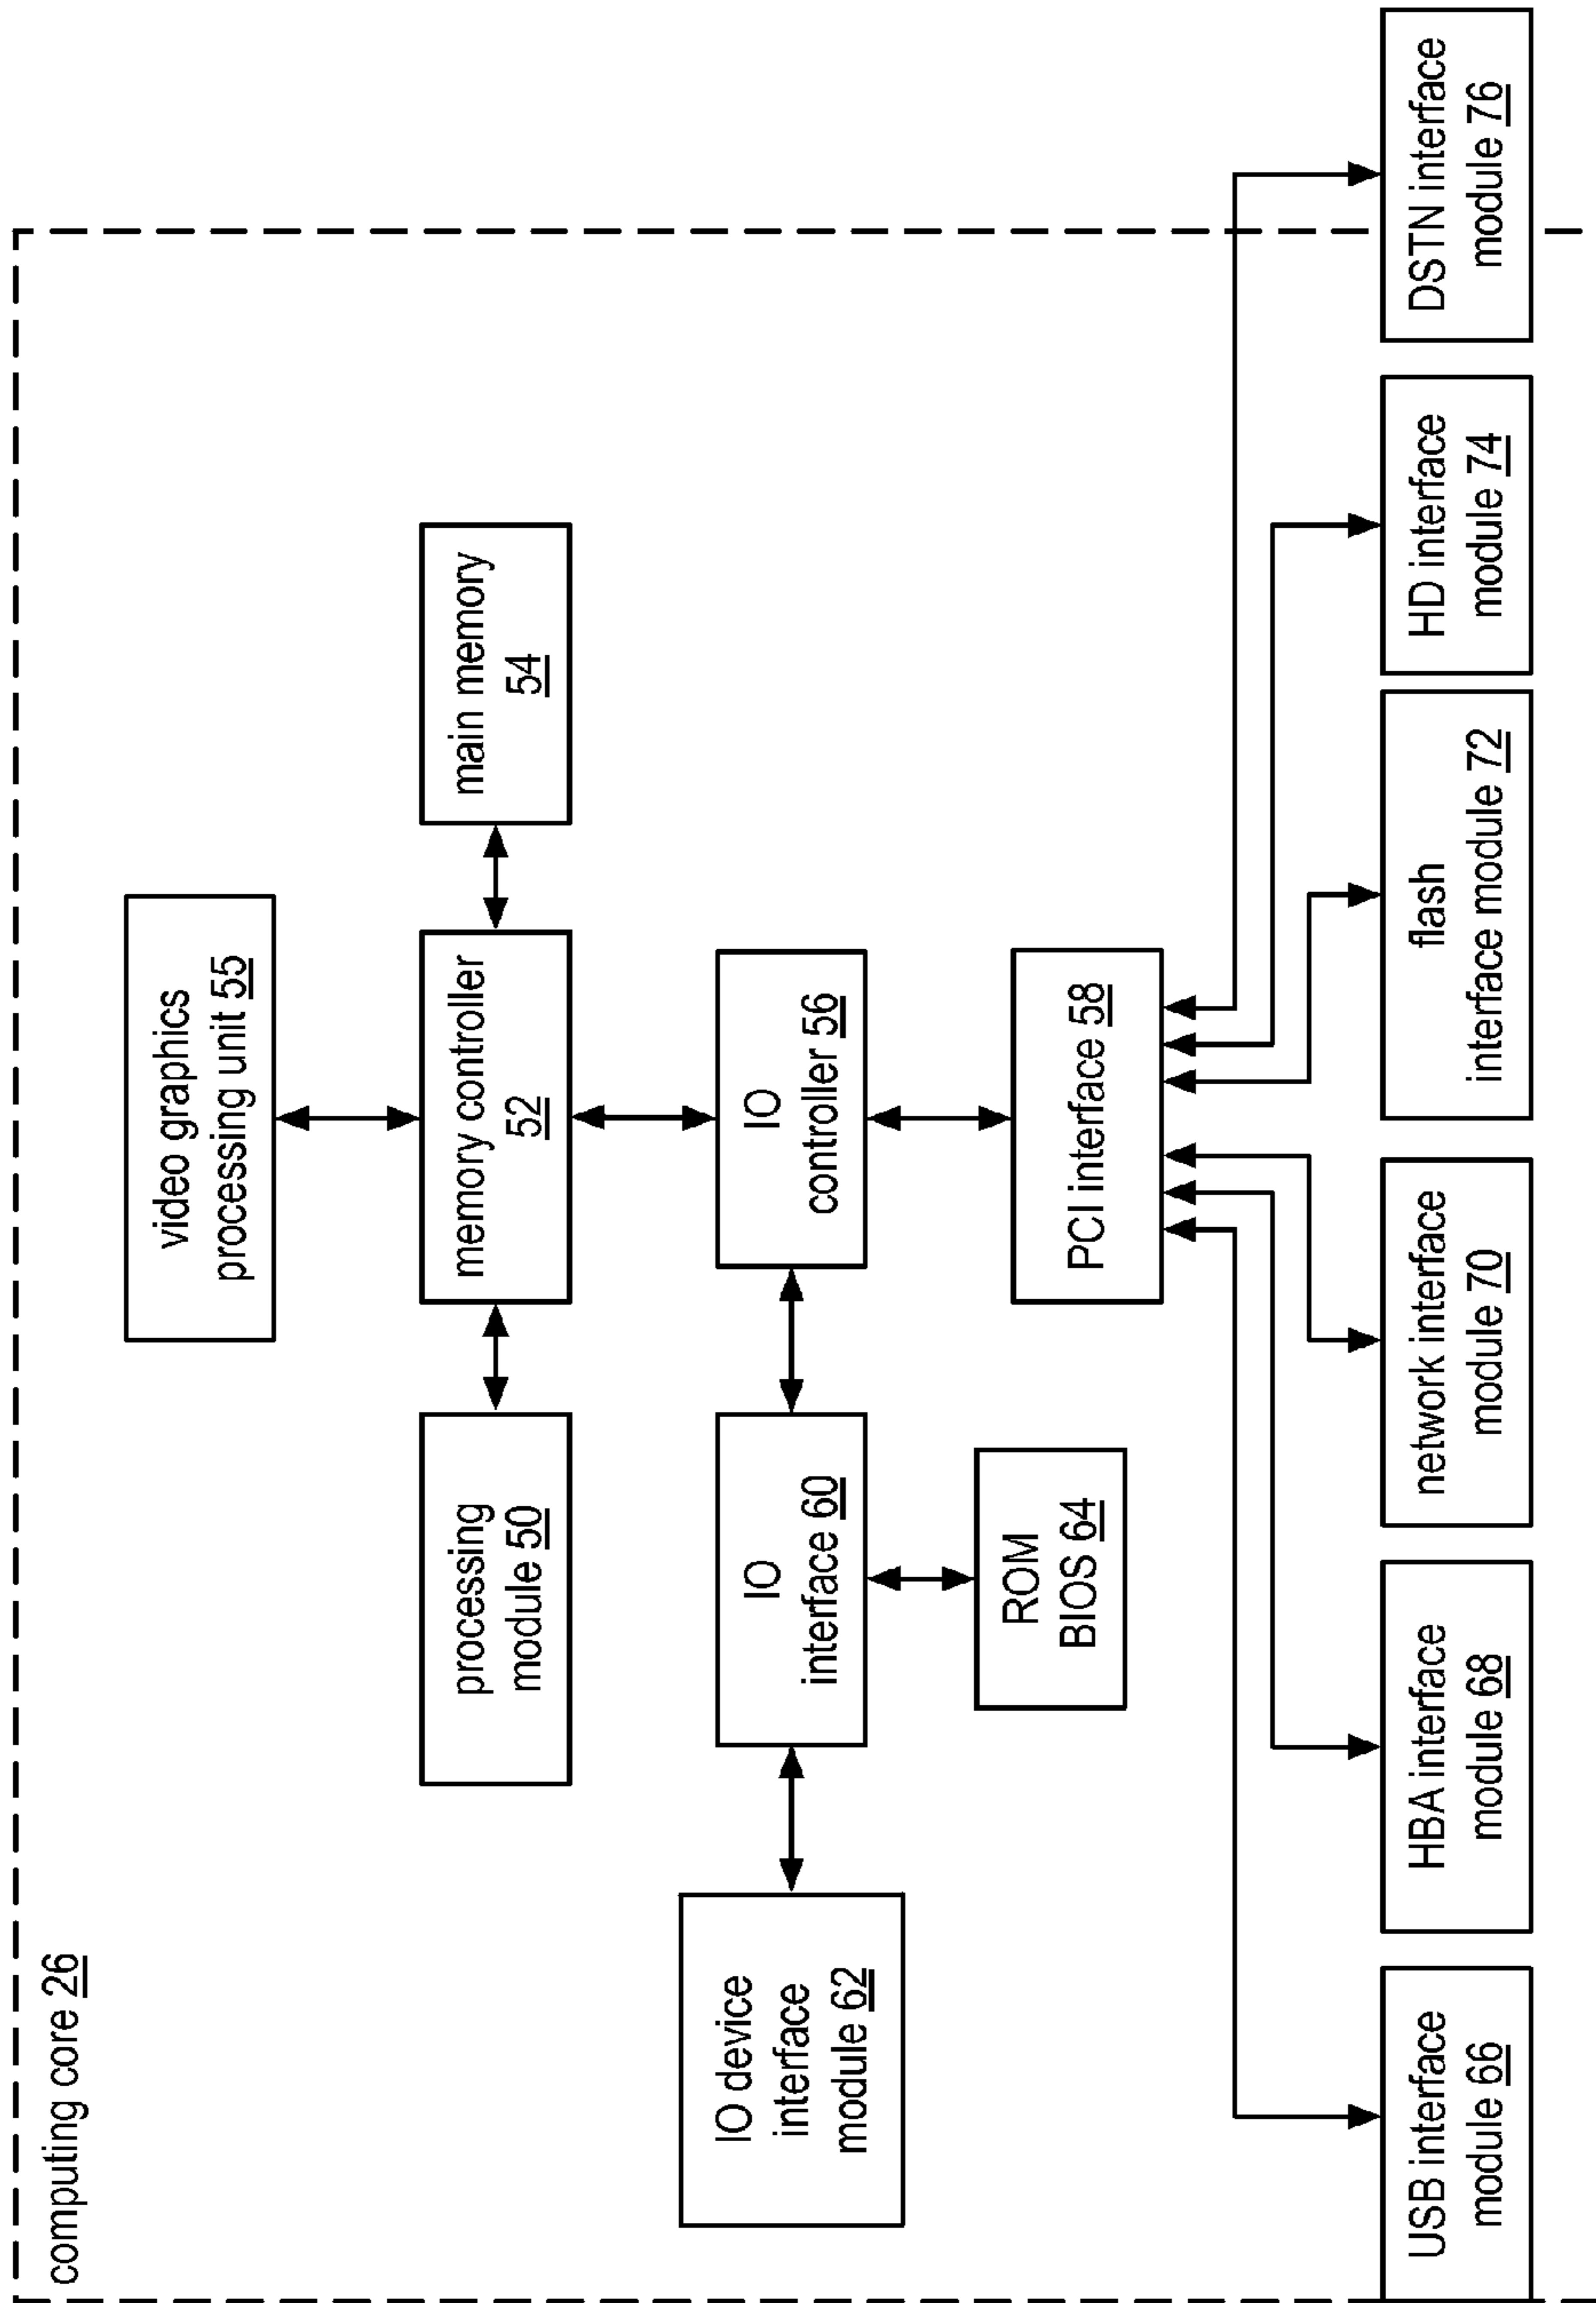 computing core 26
video graphics
processing unit 55
processing
module 50
memory controller
52
main memory
54
IO device
interface
module 62
IO
interface 60
IO
controller 56
ROM
BIOS 64
PCI interface 58
USB interface
module 66
HBA interface
module 68
network interface
module 70
flash
interface module 72
HD interface
module 74
DSTN interface
module 76